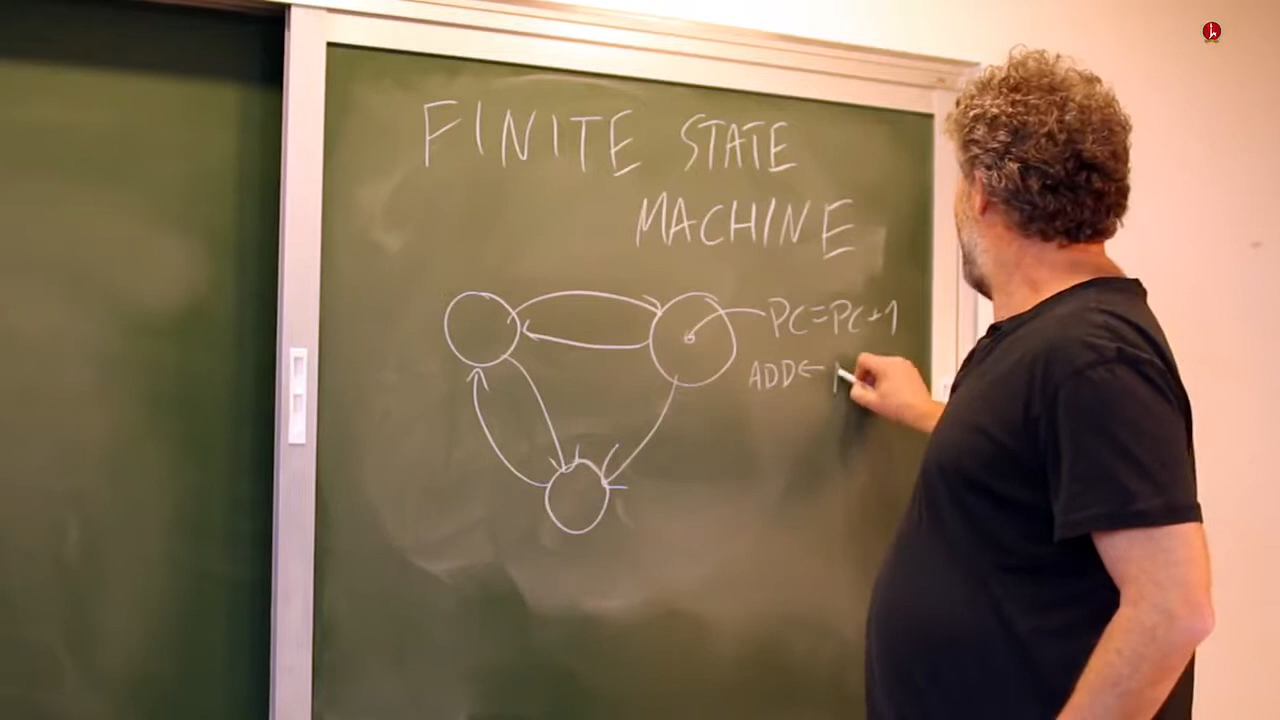 FINITE STATE
MACHINE
PC=PC+1
ADD←